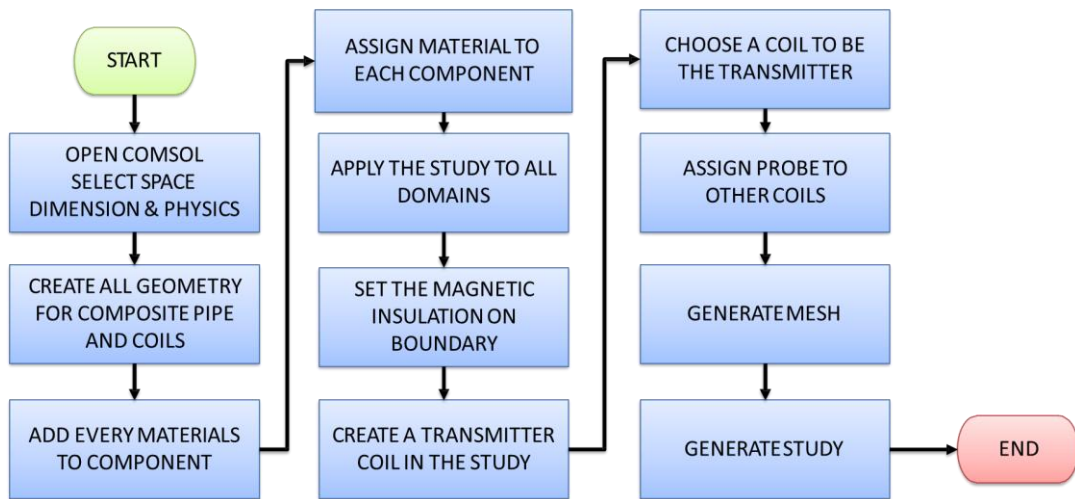 START
OPEN COMSOL
SELECT SPACE
DIMENSION & PHYSICS
CREATE ALL GEOMETRY
FOR COMPOSITE PIPE
AND COILS
ADD EVERY MATERIALS
TO COMPONENT
ASSIGN MATERIAL TO
EACH COMPONENT
APPLY THE STUDY TO ALL
DOMAINS
SET THE MAGNETIC
INSULATION ON
BOUNDARY
CREATE A TRANSMITTER
COIL IN THE STUDY
CHOOSE A COIL TO BE
THE TRANSMITTER
ASSIGN PROBE TO
OTHER COILS
GENERATE MESH
GENERATE STUDY
END